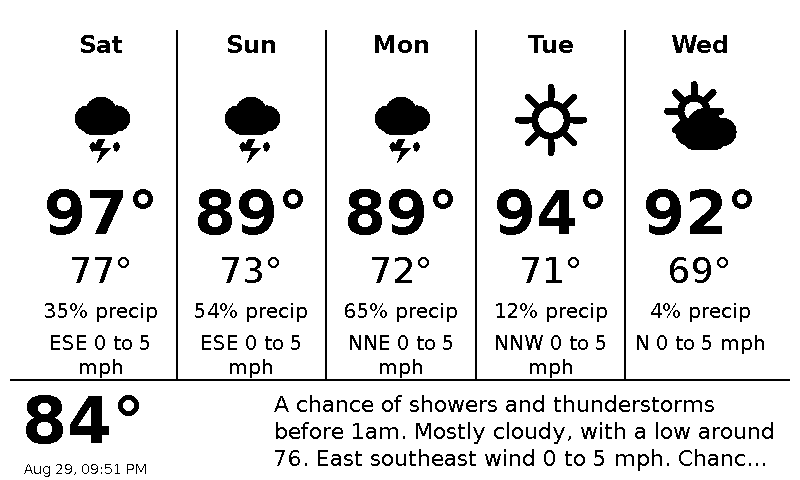 Sat
Sun
Mon
Tue
Wed
97°
89°
89°
94°
92°
77°
73°
72°
71°
69°
35% precip
54% precip
65% precip
12% precip
4% precip
ESE 0 to 5
mph
ESE 0 to 5
mph
NNE 0 to 5
mph
NNW 0 to 5
mph
N 0 to 5 mph
84°
Aug 29, 09:51 PM
A chance of showers and thunderstorms
before 1am. Mostly cloudy, with a low around
76. East southeast wind 0 to 5 mph. Chanc...